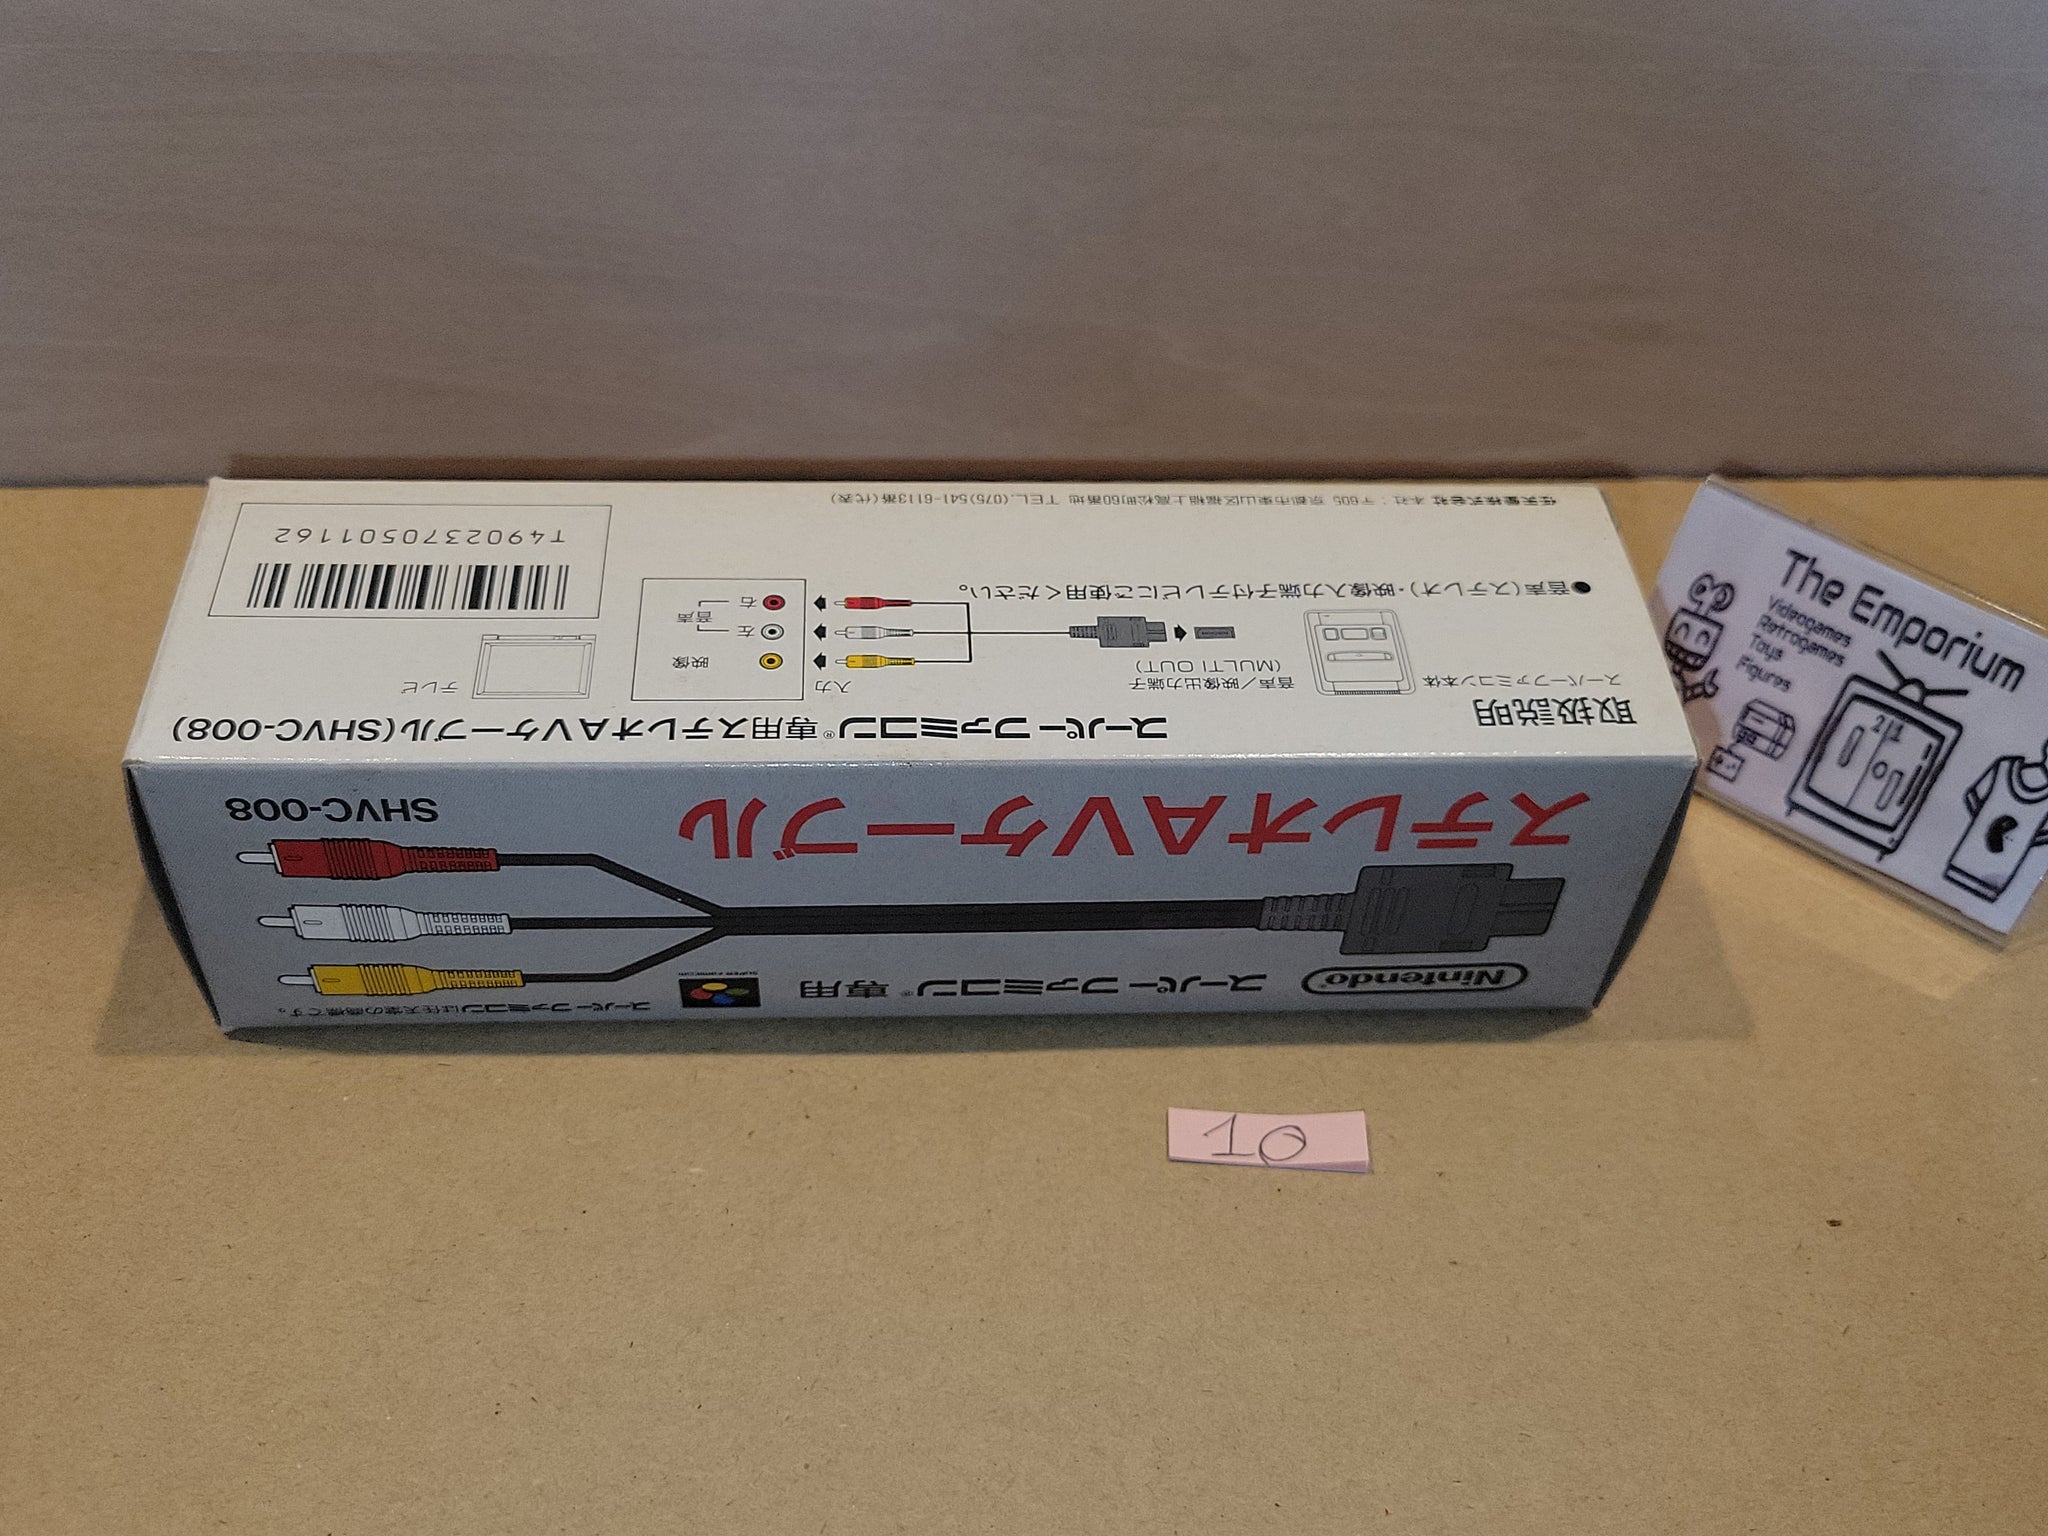 取扱説明
スーパーファミコン®専用ステレオAVケーブル(SHVC-008)
スーパーファミコン本体
音声／映像出力端子
(MULTI OUT)
入力
映像
左
音声
右
テレビ
●音声(ステレオ)・映像入力端子付テレビにご使用ください。
T4902370501162
任天堂株式会社 本社：〒605 京都市東山区福稲上高松町60番地 TEL.(075)541-6113番(代表)
Nintendo®
スーパーファミコン®専用
SUPER FAMICOM
スーパーファミコンは任天堂の商標です。
ステレオAVケーブル
SHVC-008
The Emporium
Videogames
Retrogames
Toys
Figures
2/1
10